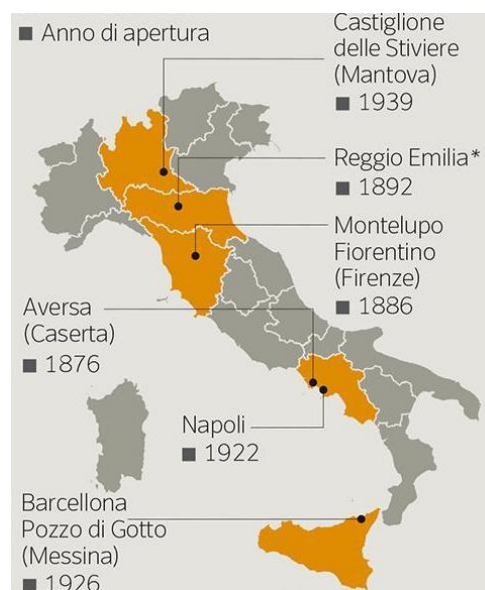 ■ Anno di apertura
Castiglione
delle Stiviere
(Mantova)
■ 1939
Reggio Emilia*
■ 1892
Montelupo
Fiorentino
(Firenze)
■ 1886
Aversa
(Caserta)
■ 1876
Napoli
■ 1922
Barcellona
Pozzo di Gotto
(Messina)
■ 1926